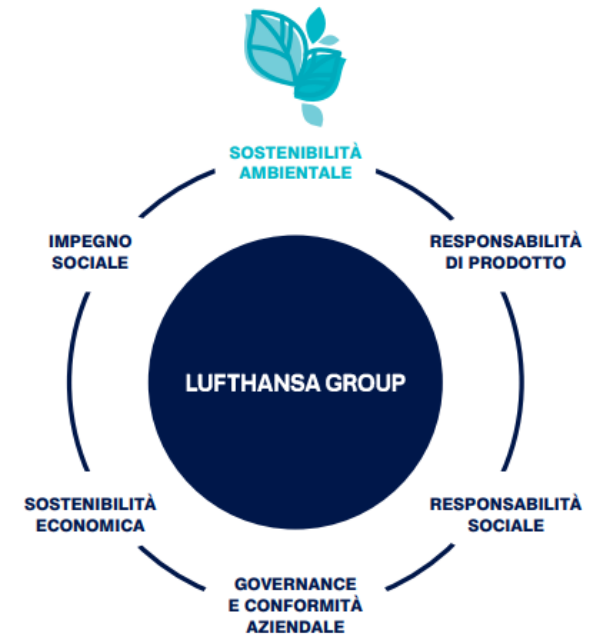 SOSTENIBILITÀ
AMBIENTALE
IMPEGNO
SOCIALE
RESPONSABILITÀ
DI PRODOTTO
LUFTHANSA GROUP
SOSTENIBILITÀ
ECONOMICA
RESPONSABILITÀ
SOCIALE
GOVERNANCE
E CONFORMITÀ
AZIENDALE